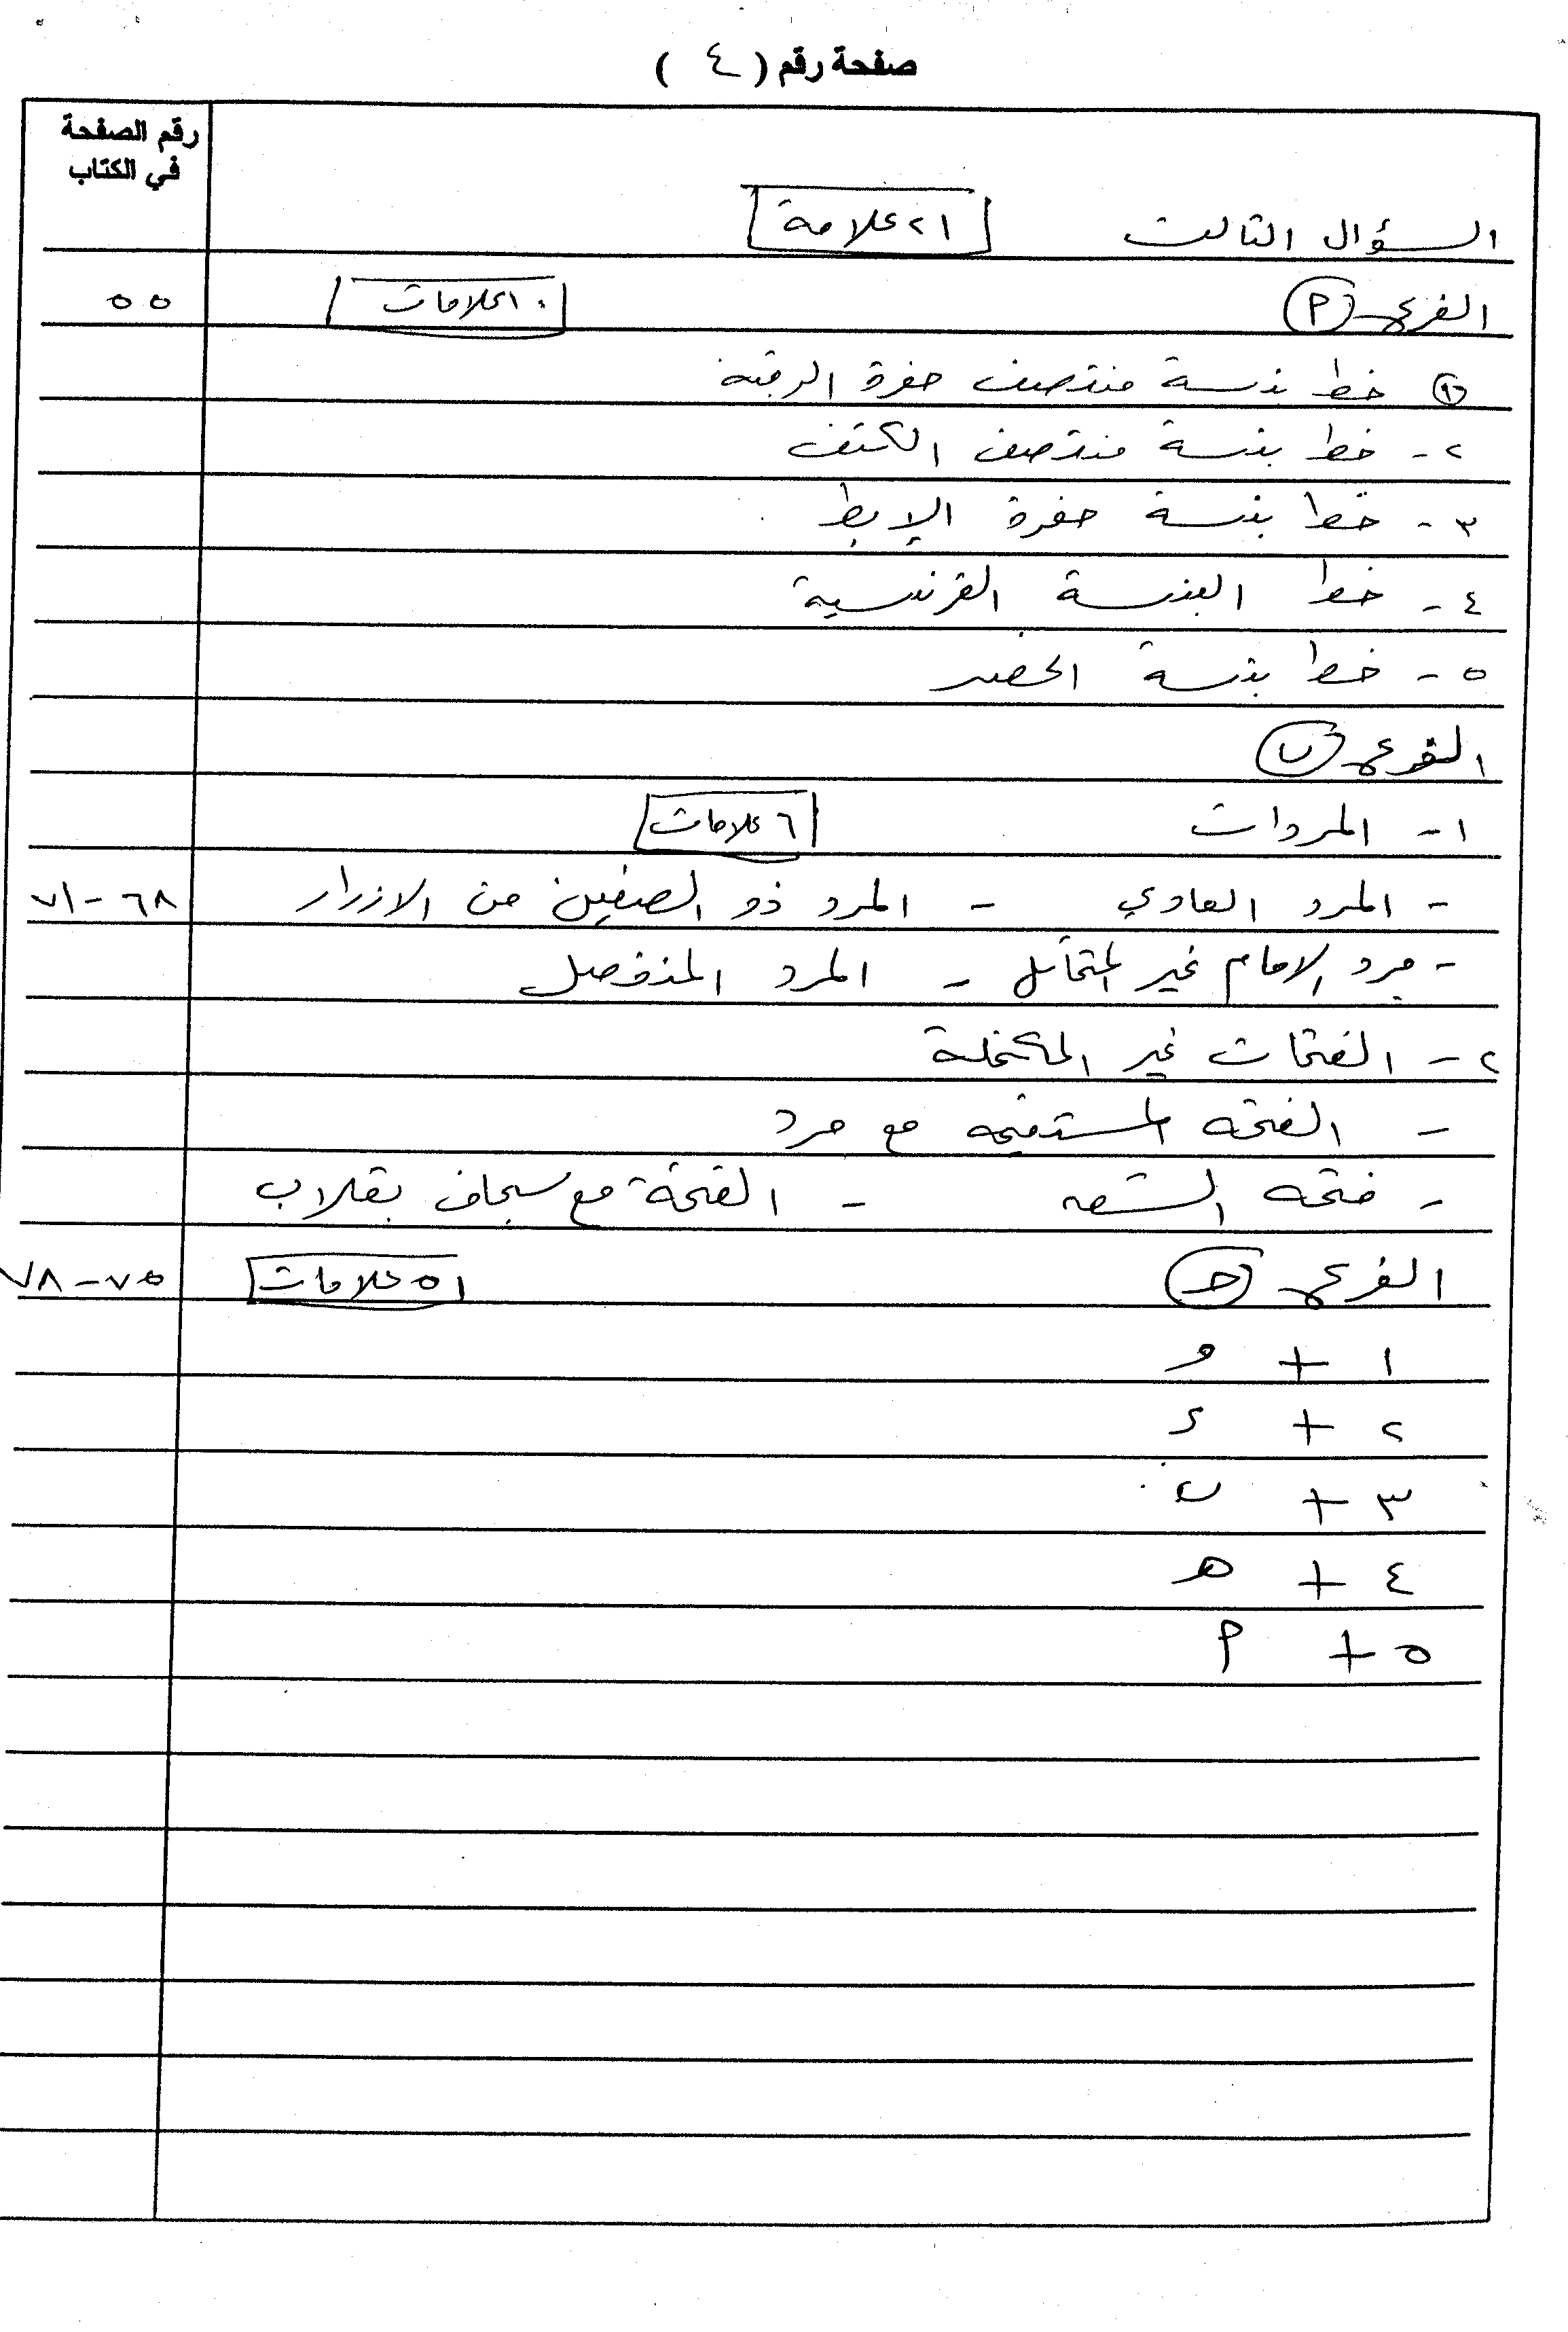 صفحة رقم ( ٤ )
رقم الصفحة
في الكتاب
السؤال الثالث ٢١ علامة
الفرع (أ) ١٠ علامات ٥٥
١ خط بنسة منتصف حفرة الرقبة
٢ - خط بنسة منتصف الكتف
٣ - خط بنسة حفرة الإبط
٤ - خط البنسة الفرنسية
٥ - خط بنسة الخصر
الفرع (ب)
١ - المردات ٦ علامات
- المرد العادي - المرد ذو الصفين من الازرار ٦٨ - ٧١
- مرد الامام غير المتماثل - المرد المنفصل
٢ - الفتحات غير المكتملة
- الفتحة المستقيمة مع مرد
- فتحة الشقة - الفتحة مع سجاف بقلاب
الفرع (ج) ٥ علامات ٧٥ - ٧٨
١ + و
٢ + د
٣ + ب
٤ + هـ
٥ + أ